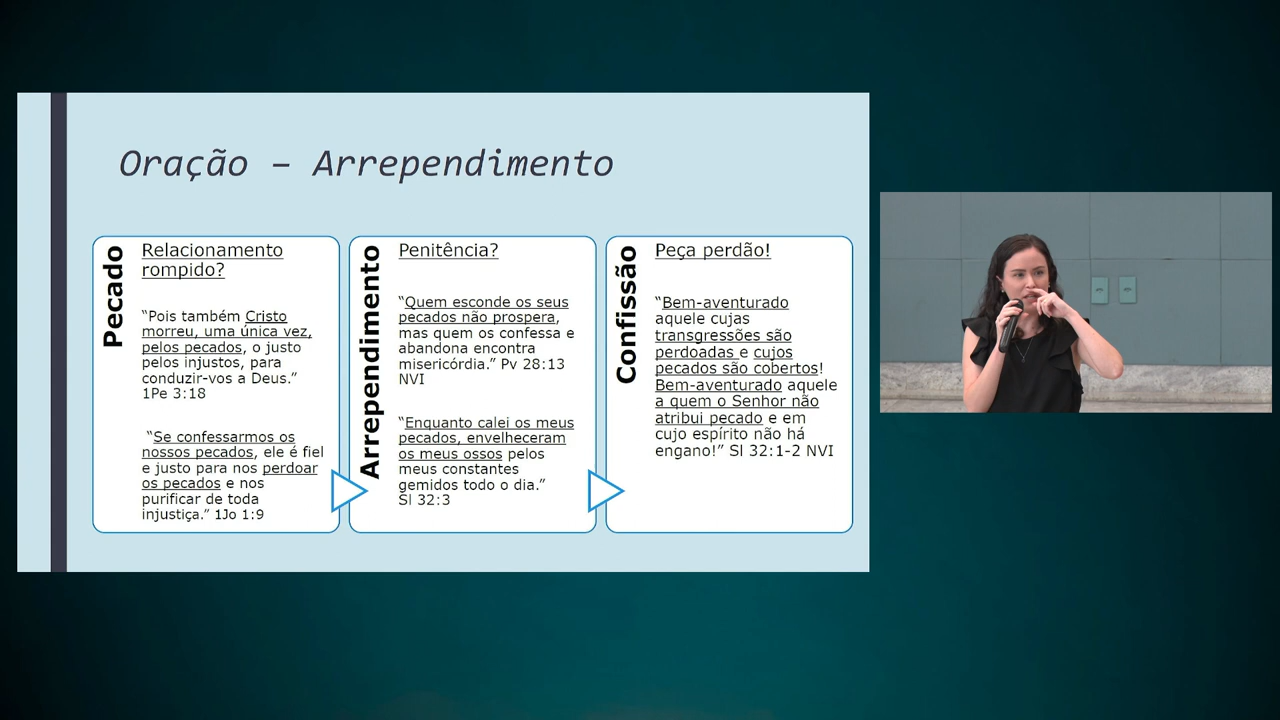 Oração – Arrependimento
Pecado
Relacionamento
rompido?
“Pois também Cristo
morreu, uma única vez,
pelos pecados, o justo
pelos injustos, para
conduzir-vos a Deus.”
1Pe 3:18
“Se confessarmos os
nossos pecados, ele é fiel
e justo para nos perdoar
os pecados e nos
purificar de toda
injustiça.” 1Jo 1:9
Arrependimento
Penitência?
“Quem esconde os seus
pecados não prospera,
mas quem os confessa e
abandona encontra
misericórdia.” Pv 28:13
NVI
“Enquanto calei os meus
pecados, envelheceram
os meus ossos pelos
meus constantes
gemidos todo o dia.”
Sl 32:3
Confissão
Peça perdão!
“Bem-aventurado
aquele cujas
transgressões são
perdoadas e cujos
pecados são cobertos!
Bem-aventurado aquele
a quem o Senhor não
atribui pecado e em
cujo espírito não há
engano!” Sl 32:1-2 NVI